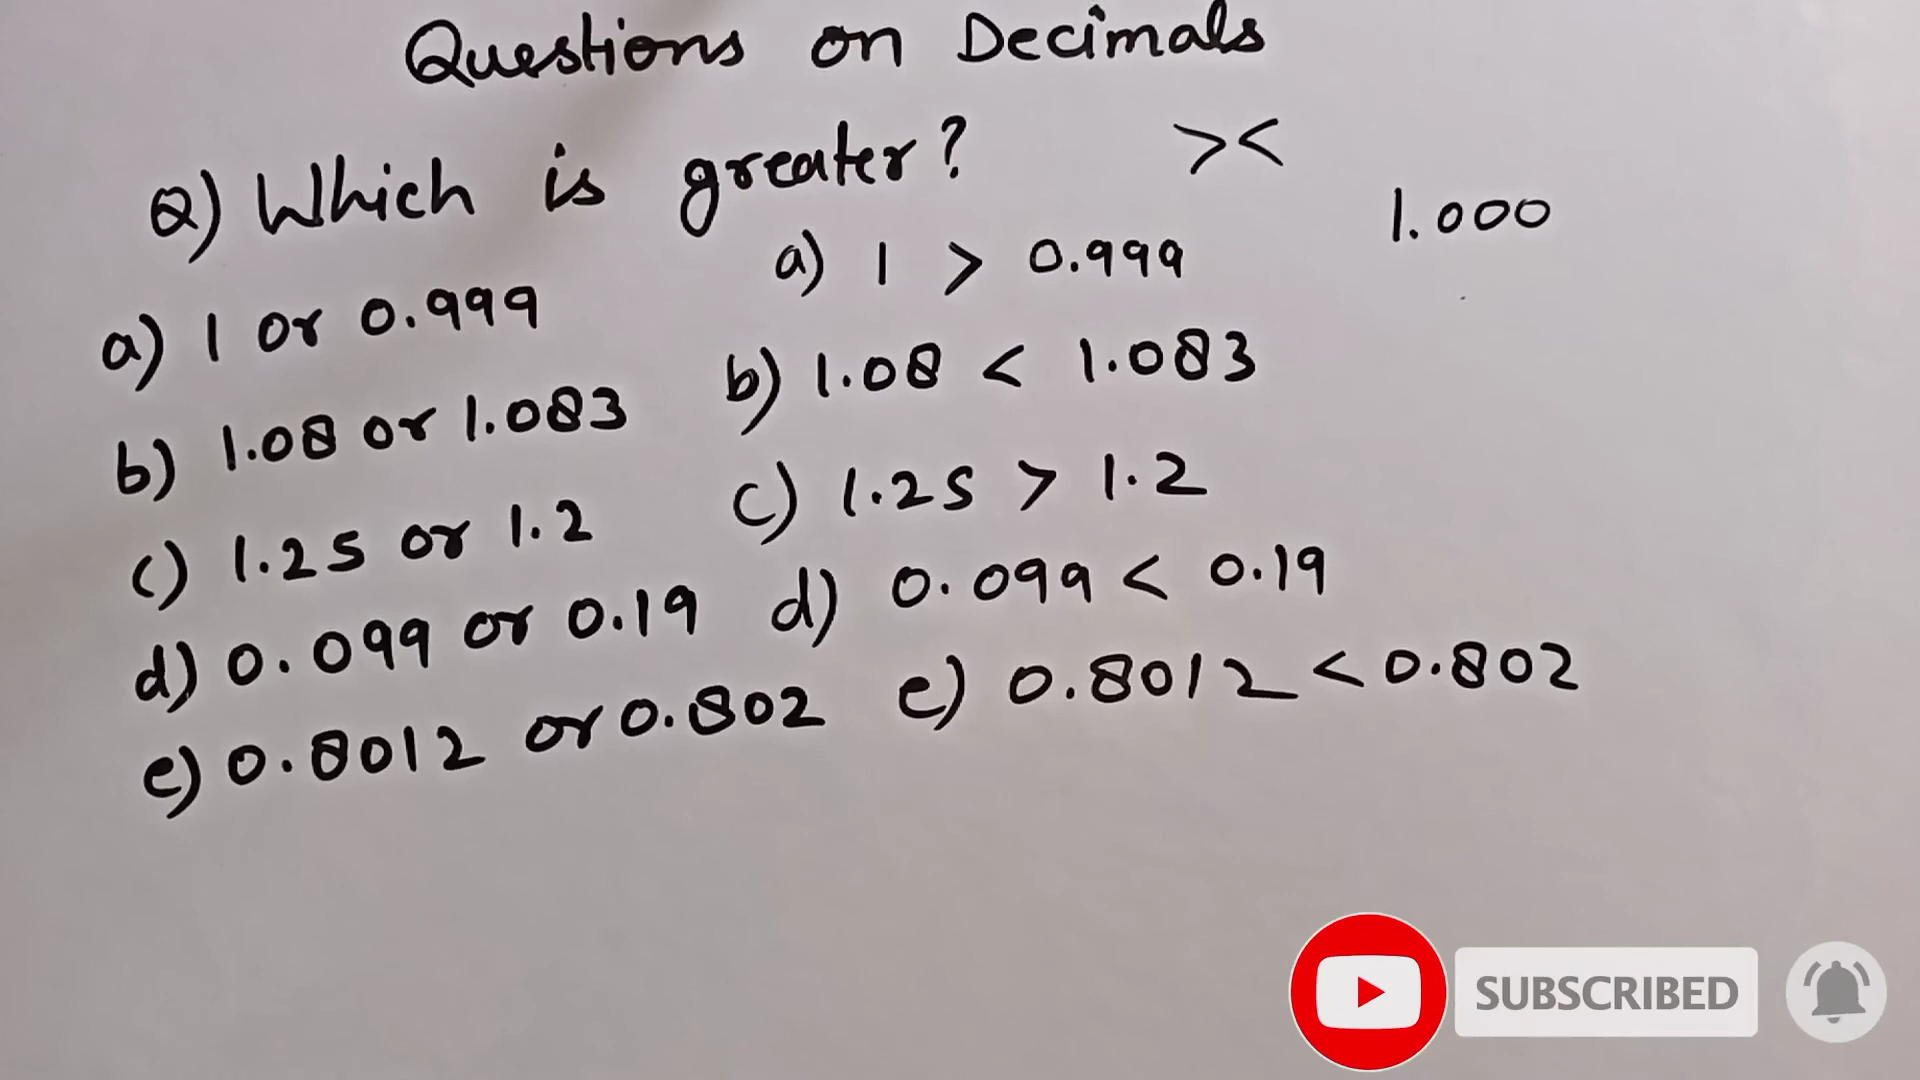 Questions on Decimals
Q) Which is greater? ><
1.000
a) 1 or 0.999
a) 1 > 0.999
b) 1.08 or 1.083
b) 1.08 < 1.083
c) 1.25 or 1.2
c) 1.25 > 1.2
d) 0.099 or 0.19
d) 0.099 < 0.19
e) 0.8012 or 0.802
e) 0.8012 < 0.802
SUBSCRIBED